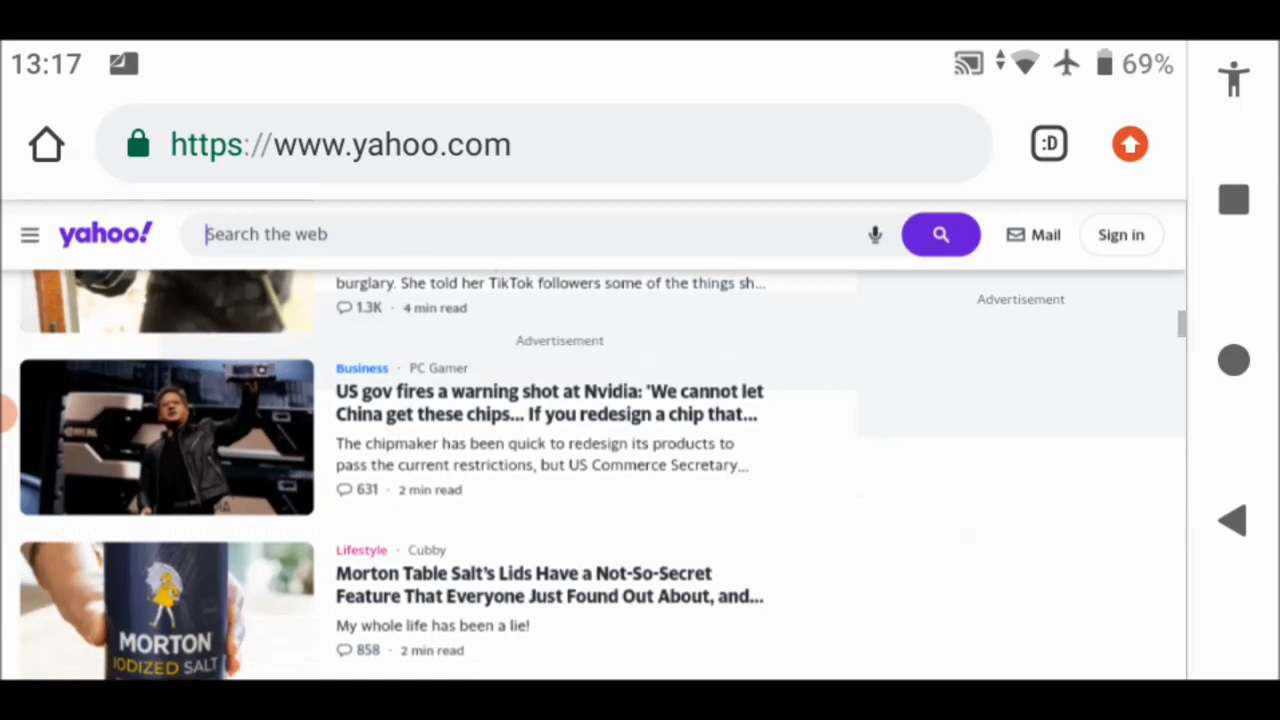 13:17
69%
https://www.yahoo.com
:D
yahoo!
Search the web
Mail
Sign in
burglary. She told her TikTok followers some of the things sh...
1.3K · 4 min read
Advertisement
Advertisement
Business · PC Gamer
US gov fires a warning shot at Nvidia: 'We cannot let
China get these chips... If you redesign a chip that...
The chipmaker has been quick to redesign its products to
pass the current restrictions, but US Commerce Secretary...
631 · 2 min read
Lifestyle · Cubby
Morton Table Salt's Lids Have a Not-So-Secret
Feature That Everyone Just Found Out About, and...
My whole life has been a lie!
858 · 2 min read
MORTON
IODIZED SALT